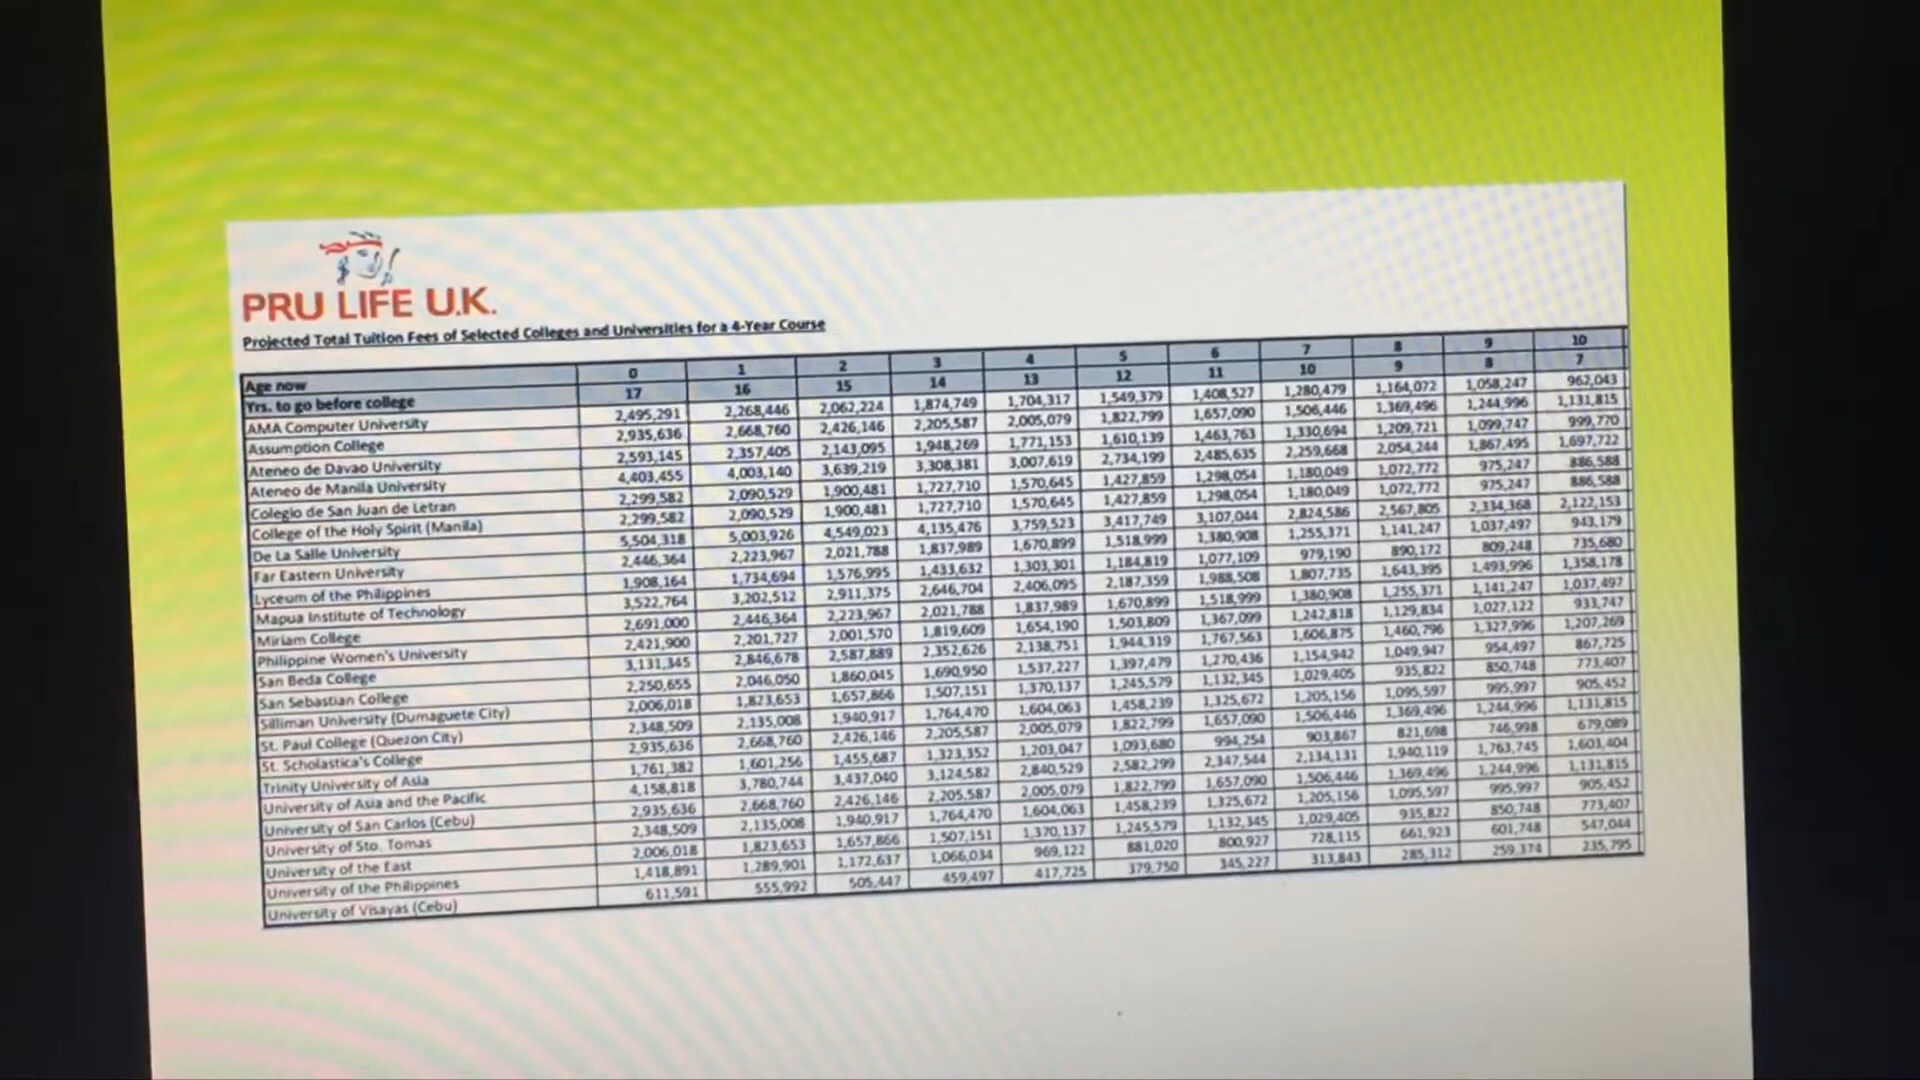 PRU LIFE U.K.
Projected Total Tuition Fees of Selected Colleges and Universities for a 4-Year Course
Age now 0 1 2 3 4 5 6 7 8 9 10
Yrs. to go before college 17 16 15 14 13 12 11 10 9 8 7
AMA Computer University 2,495,291 2,268,446 2,062,224 1,874,749 1,704,317 1,549,379 1,408,527 1,280,479 1,164,072 1,058,247 962,043
Assumption College 2,935,636 2,668,760 2,426,146 2,205,587 2,005,079 1,822,799 1,657,090 1,506,446 1,369,496 1,244,996 1,131,815
Ateneo de Davao University 2,593,145 2,357,405 2,143,095 1,948,269 1,771,153 1,610,139 1,463,763 1,330,694 1,209,721 1,099,747 999,770
Ateneo de Manila University 4,403,455 4,003,140 3,639,219 3,308,381 3,007,619 2,734,199 2,485,635 2,259,668 2,054,244 1,867,495 1,697,722
Colegio de San Juan de Letran 2,299,582 2,090,529 1,900,481 1,727,710 1,570,645 1,427,859 1,298,054 1,180,049 1,072,772 975,247 886,588
College of the Holy Spirit (Manila) 2,299,582 2,090,529 1,900,481 1,727,710 1,570,645 1,427,859 1,298,054 1,180,049 1,072,772 975,247 886,588
De La Salle University 5,504,318 5,003,926 4,549,023 4,135,476 3,759,523 3,417,749 3,107,044 2,824,586 2,567,805 2,334,368 2,122,153
Far Eastern University 2,446,364 2,223,967 2,021,788 1,837,989 1,670,899 1,518,999 1,380,908 1,255,371 1,141,247 1,037,497 943,179
Lyceum of the Philippines 1,908,164 1,734,694 1,576,995 1,433,632 1,303,301 1,184,819 1,077,109 979,190 890,172 809,248 735,680
Mapua Institute of Technology 3,522,764 3,202,512 2,911,375 2,646,704 2,406,095 2,187,359 1,988,508 1,807,735 1,643,395 1,493,996 1,358,178
Miriam College 2,691,000 2,446,364 2,223,967 2,021,788 1,837,989 1,670,899 1,518,999 1,380,908 1,255,371 1,141,247 1,037,497
Philippine Women's University 2,421,900 2,201,727 2,001,570 1,819,609 1,654,190 1,503,809 1,367,099 1,242,818 1,129,834 1,027,122 933,747
San Beda College 3,131,345 2,846,678 2,587,889 2,352,626 2,138,751 1,944,319 1,767,563 1,606,875 1,460,796 1,327,996 1,207,269
San Sebastian College 2,250,655 2,046,050 1,860,045 1,690,950 1,537,227 1,397,479 1,270,436 1,154,942 1,049,947 954,497 867,725
Silliman University (Dumaguete City) 2,006,018 1,823,653 1,657,866 1,507,151 1,370,137 1,245,579 1,132,345 1,029,405 935,822 850,748 773,407
St. Paul College (Quezon City) 2,348,509 2,135,008 1,940,917 1,764,470 1,604,063 1,458,239 1,325,672 1,205,156 1,095,597 995,997 905,452
St. Scholastica's College 2,935,636 2,668,760 2,426,146 2,205,587 2,005,079 1,822,799 1,657,090 1,506,446 1,369,496 1,244,996 1,131,815
Trinity University of Asia 1,761,382 1,601,256 1,455,687 1,323,352 1,203,047 1,093,680 994,254 903,867 821,698 746,998 679,089
University of Asia and the Pacific 4,158,818 3,780,744 3,437,040 3,124,582 2,840,529 2,582,299 2,347,544 2,134,131 1,940,119 1,763,745 1,603,404
University of San Carlos (Cebu) 2,935,636 2,668,760 2,426,146 2,205,587 2,005,079 1,822,799 1,657,090 1,506,446 1,369,496 1,244,996 1,131,815
University of Sto. Tomas 2,348,509 2,135,008 1,940,917 1,764,470 1,604,063 1,458,239 1,325,672 1,205,156 1,095,597 995,997 905,452
University of the East 2,006,018 1,823,653 1,657,866 1,507,151 1,370,137 1,245,579 1,132,345 1,029,405 935,822 850,748 773,407
University of the Philippines 1,418,891 1,289,901 1,172,637 1,066,034 969,122 881,020 800,927 728,115 661,923 601,748 547,044
University of Visayas (Cebu) 611,591 555,992 505,447 459,497 417,725 379,750 345,227 313,843 285,312 259,374 235,795